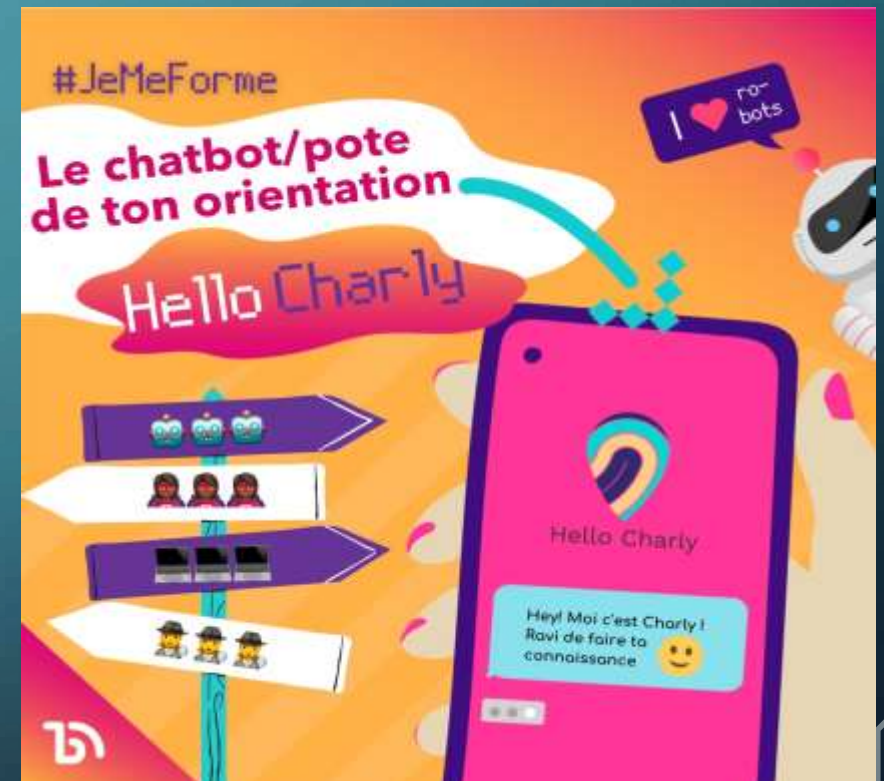 #JeMeForme
I ❤ ro-
bots
Le chatbot/pote
de ton orientation
Hello Charly
Hello Charly
Hey! Moi c'est Charly !
Ravi de faire ta
connaissance 🙂